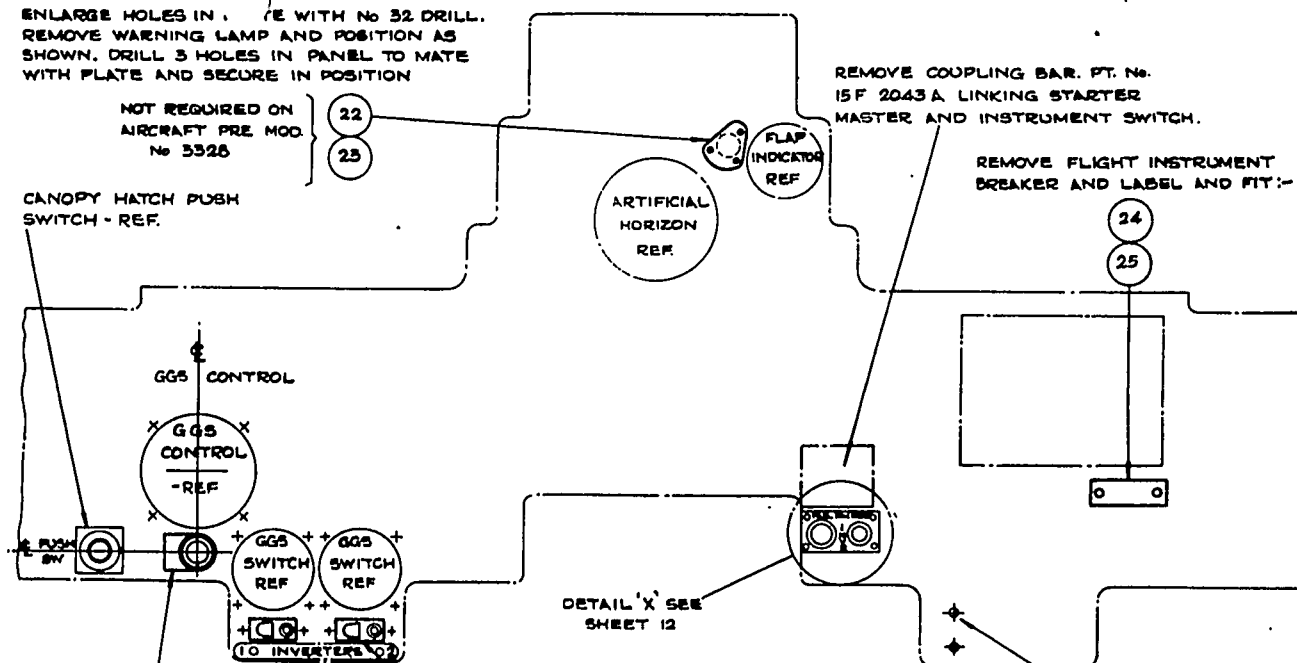 ENLARGE HOLES IN WITH No 32 DRILL.
REMOVE WARNING LAMP AND POSITION AS
SHOWN. DRILL 3 HOLES IN PANEL TO MATE
WITH PLATE AND SECURE IN POSITION
NOT REQUIRED ON
AIRCRAFT PRE MOD.
No 3328
22
23
CANOPY HATCH PUSH
SWITCH - REF.
FLAP
INDICATOR
REF
ARTIFICIAL
HORIZON
REF.
REMOVE COUPLING BAR. PT. No.
15F 2043 A LINKING STARTER
MASTER AND INSTRUMENT SWITCH.
REMOVE FLIGHT INSTRUMENT
BREAKER AND LABEL AND FIT:-
24
25
GGS CONTROL
GGS
CONTROL
-REF
PUSH
SW
GGS
SWITCH
REF
GGS
SWITCH
REF
1O INVERTERS O2
DETAIL 'X' SEE
SHEET 12